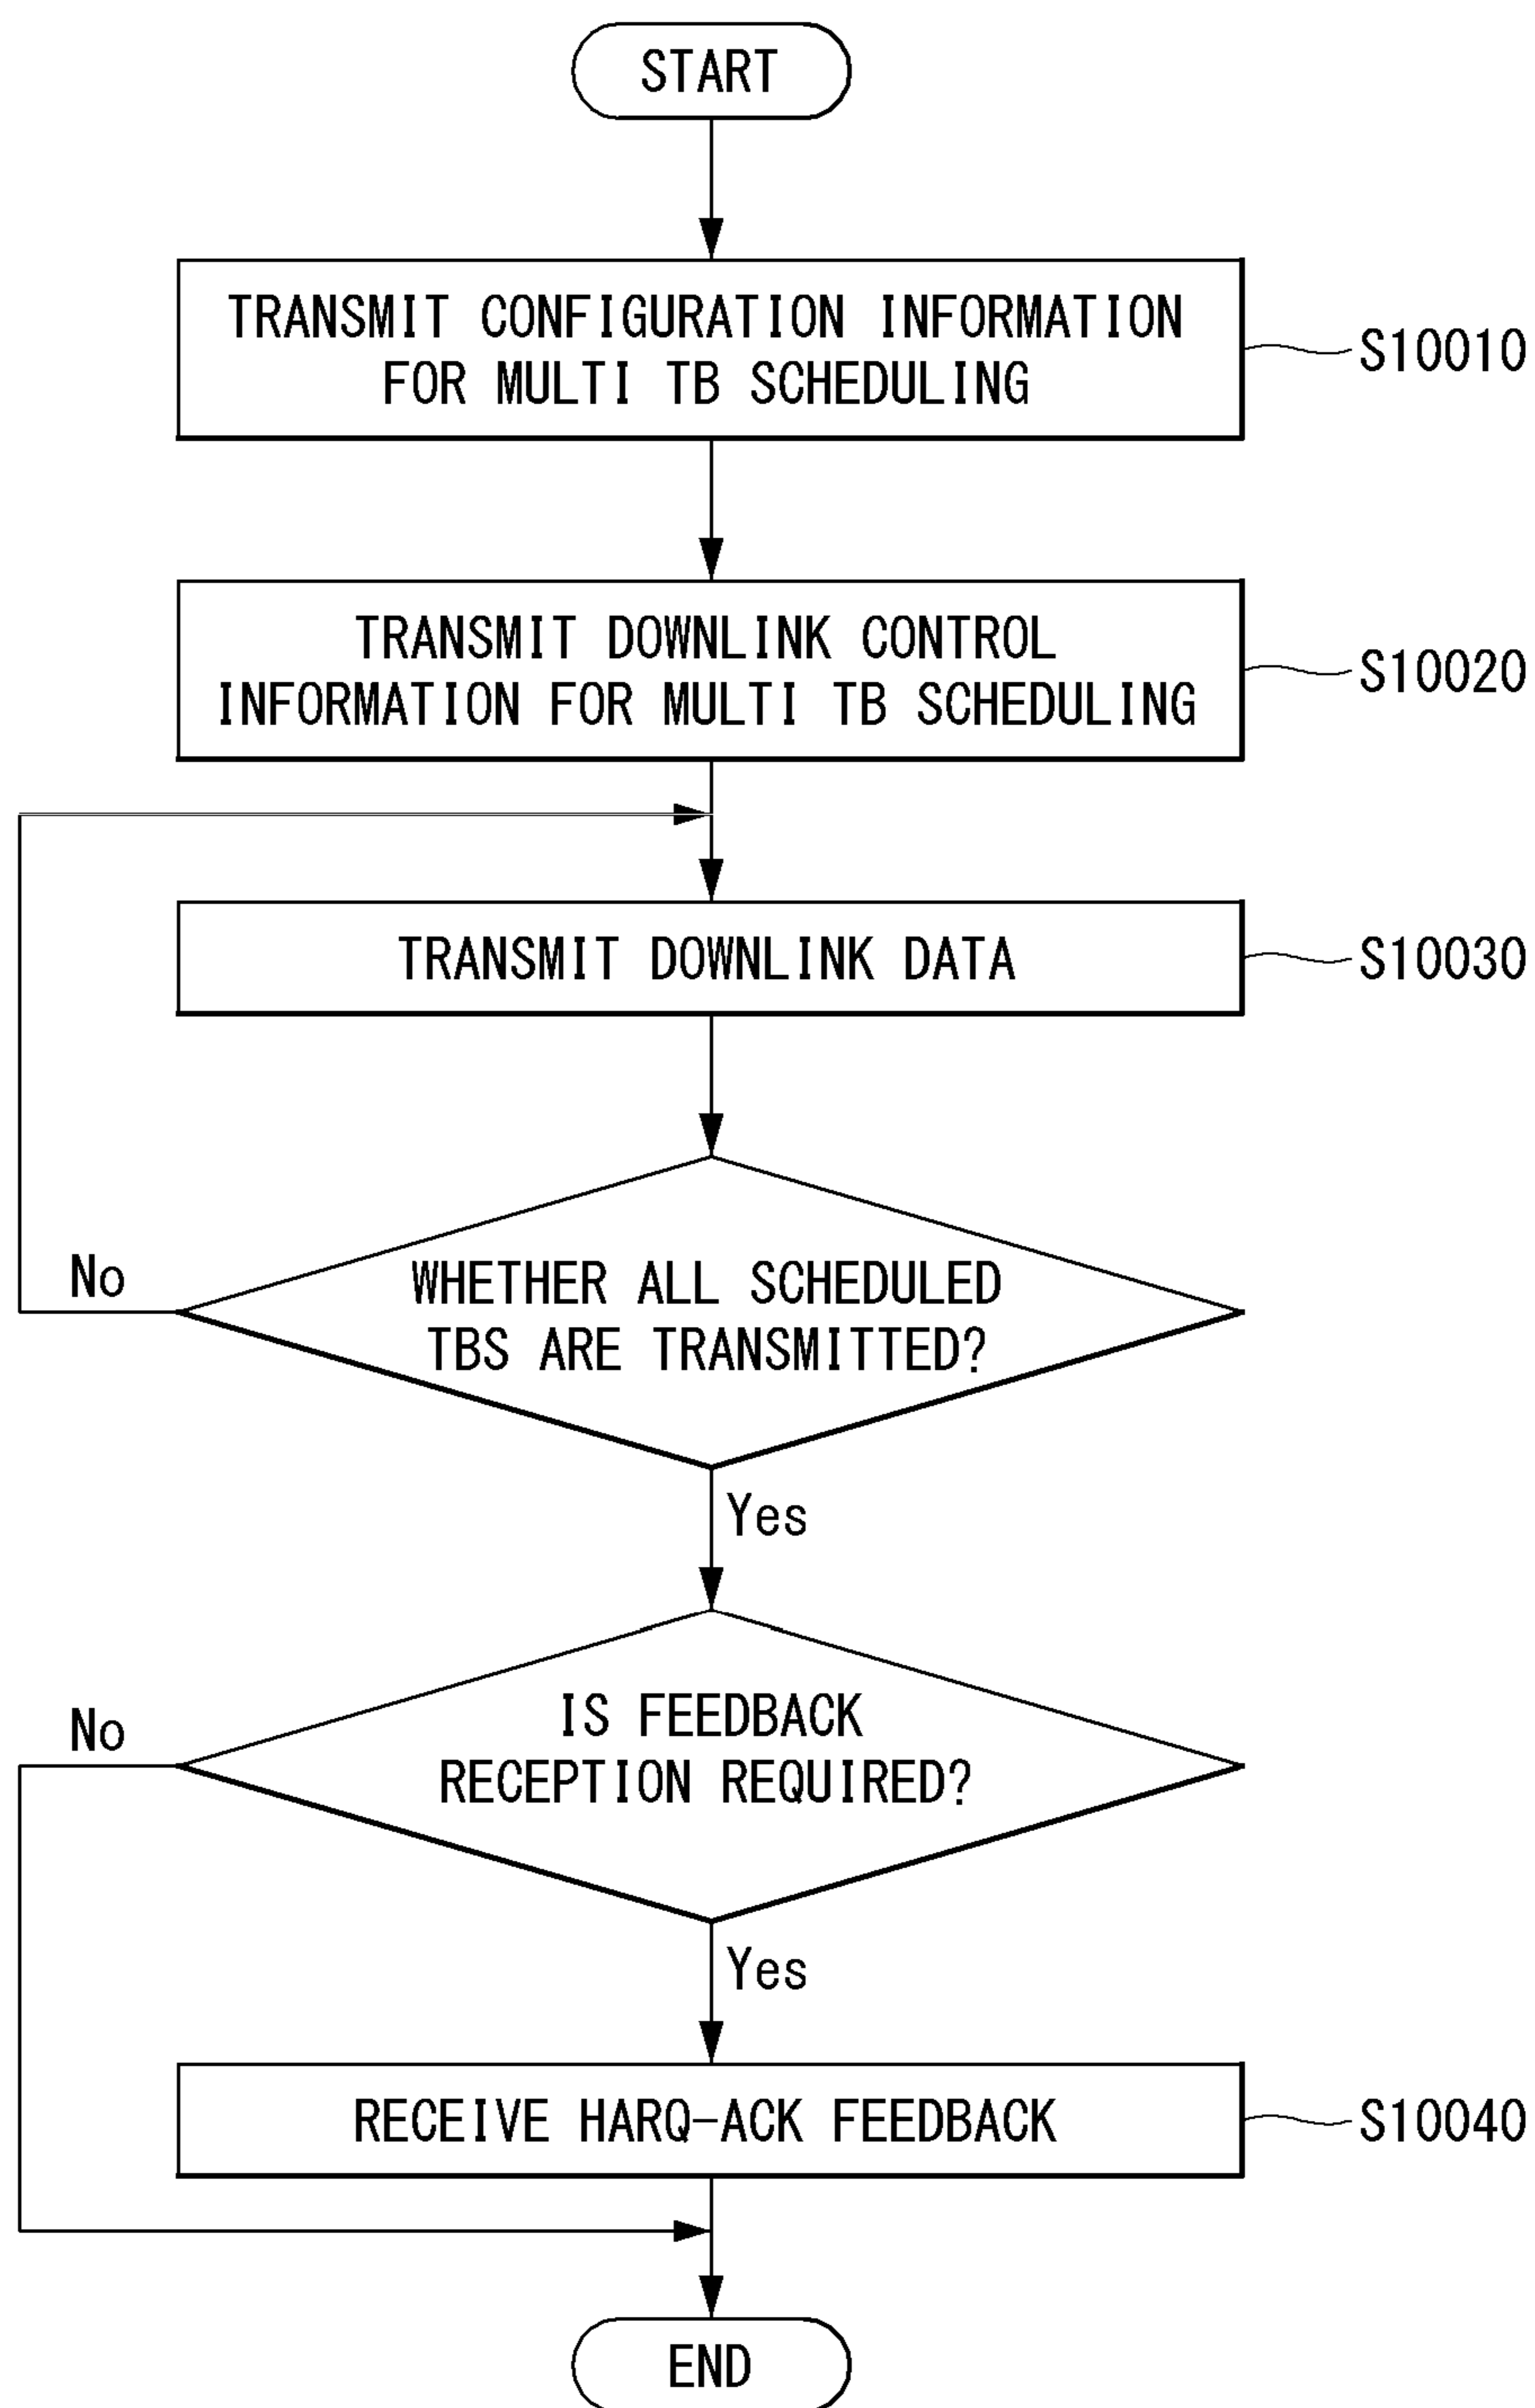 START
TRANSMIT CONFIGURATION INFORMATION
FOR MULTI TB SCHEDULING
S10010
TRANSMIT DOWNLINK CONTROL
INFORMATION FOR MULTI TB SCHEDULING
S10020
TRANSMIT DOWNLINK DATA
S10030
WHETHER ALL SCHEDULED
TBS ARE TRANSMITTED?
No
Yes
IS FEEDBACK
RECEPTION REQUIRED?
No
Yes
RECEIVE HARQ-ACK FEEDBACK
S10040
END